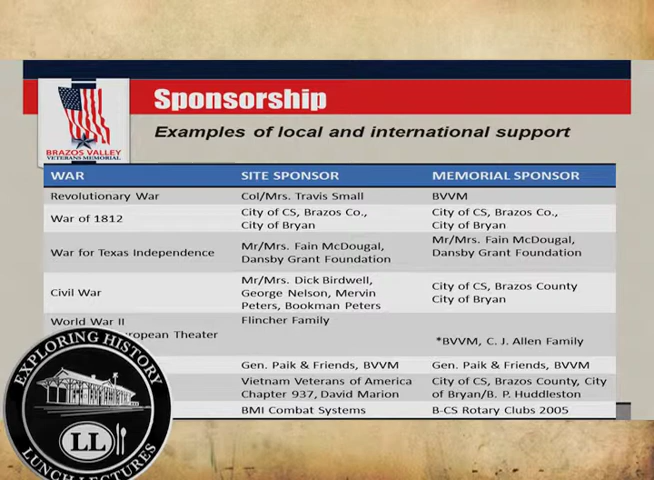 Sponsorship
Examples of local and international support
BRAZOS VALLEY
VETERANS MEMORIAL
WAR SITE SPONSOR MEMORIAL SPONSOR
Revolutionary War Col/Mrs. Travis Small BVVM
War of 1812 City of CS, Brazos Co., City of CS, Brazos Co.,
City of Bryan City of Bryan
War for Texas Independence Mr/Mrs. Fain McDougal, Mr/Mrs. Fain McDougal,
Dansby Grant Foundation Dansby Grant Foundation
Civil War Mr/Mrs. Dick Birdwell, City of CS, Brazos County
George Nelson, Mervin City of Bryan
Peters, Bookman Peters
World War II Flincher Family
European Theater *BVVM, C. J. Allen Family
Gen. Paik & Friends, BVVM Gen. Paik & Friends, BVVM
Vietnam Veterans of America City of CS, Brazos County, City
Chapter 937, David Marion of Bryan/B. P. Huddleston
BMI Combat Systems B-CS Rotary Clubs 2005
EXPLORING HISTORY
LL
LUNCH LECTURES